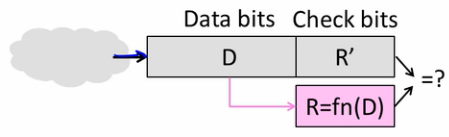 Data bits Check bits
D R’
=?
R=fn(D)